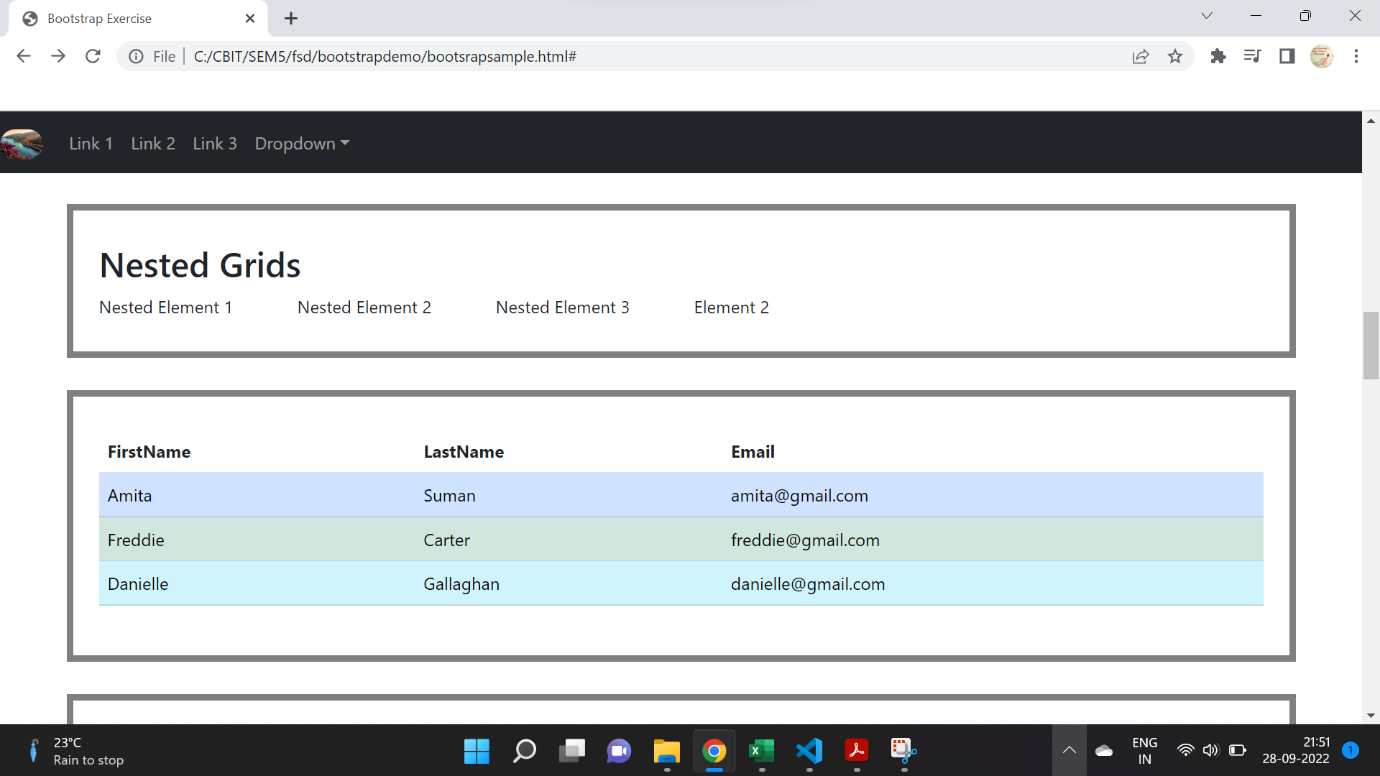 Bootstrap Exercise
File | C:/CBIT/SEM5/fsd/bootstrapdemo/bootsrapsample.html#
Link 1 Link 2 Link 3 Dropdown
Nested Grids
Nested Element 1 Nested Element 2 Nested Element 3 Element 2
FirstName LastName Email
Amita Suman amita@gmail.com
Freddie Carter freddie@gmail.com
Danielle Gallaghan danielle@gmail.com
23°C
Rain to stop
ENG
IN
21:51
28-09-2022
1